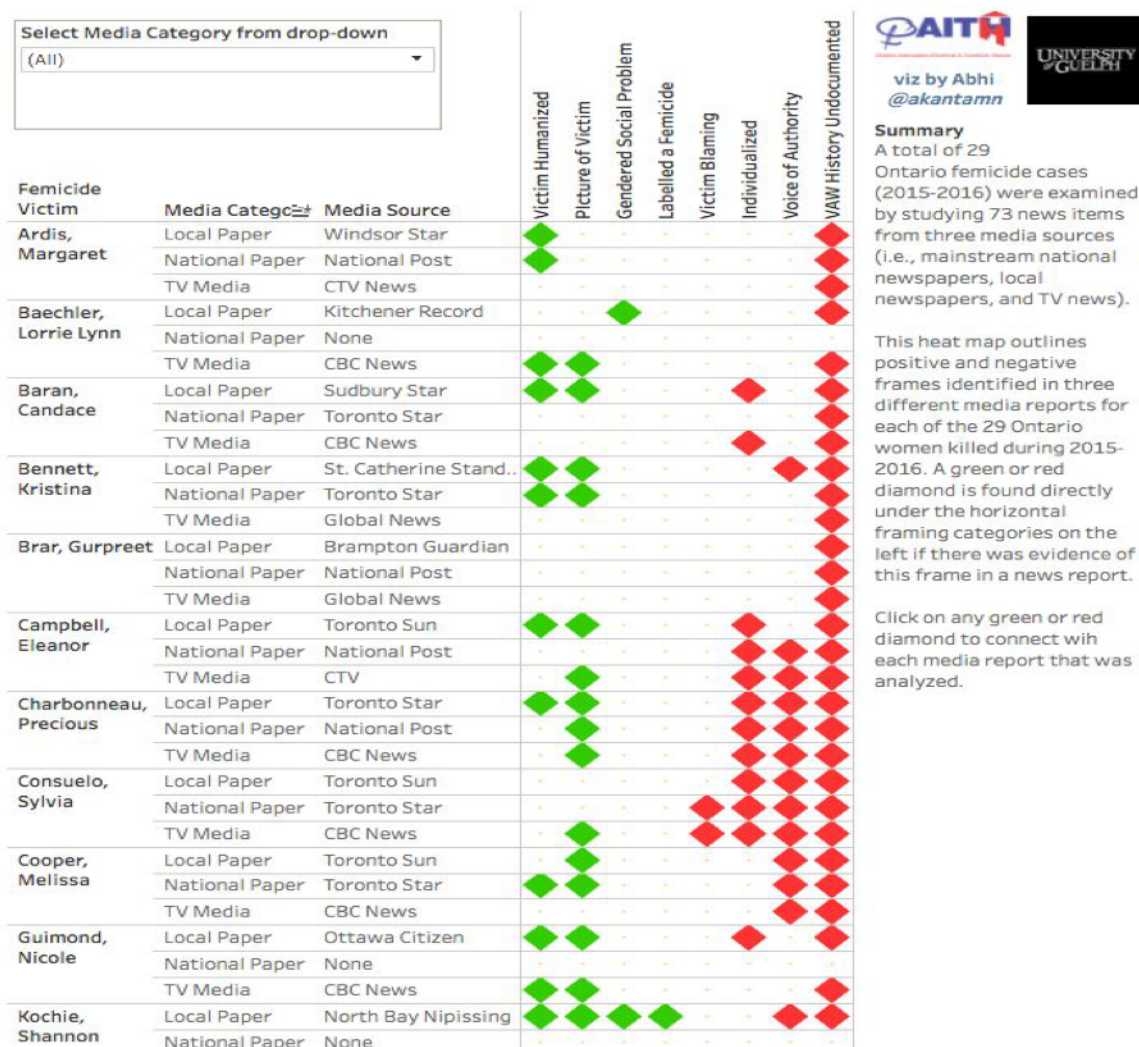 Select Media Category from drop-down
(All)
Victim Humanized
Picture of Victim
Gendered Social Problem
Labelled a Femicide
Victim Blaming
Individualized
Voice of Authority
VAW History Undocumented
Femicide
Victim Media Catego Media Source
Ardis, Margaret Local Paper Windsor Star
National Paper National Post
TV Media CTV News
Baechler, Lorrie Lynn Local Paper Kitchener Record
National Paper None
TV Media CBC News
Baran, Candace Local Paper Sudbury Star
National Paper Toronto Star
TV Media CBC News
Bennett, Kristina Local Paper St. Catherine Stand..
National Paper Toronto Star
TV Media Global News
Brar, Gurpreet Local Paper Brampton Guardian
National Paper National Post
TV Media Global News
Campbell, Eleanor Local Paper Toronto Sun
National Paper National Post
TV Media CTV
Charbonneau, Precious Local Paper Toronto Star
National Paper National Post
TV Media CBC News
Consuelo, Sylvia Local Paper Toronto Sun
National Paper Toronto Star
TV Media CBC News
Cooper, Melissa Local Paper Toronto Sun
National Paper Toronto Star
TV Media CBC News
Guimond, Nicole Local Paper Ottawa Citizen
National Paper None
TV Media CBC News
Kochie, Shannon Local Paper North Bay Nipissing
National Paper None
OAITH
UNIVERSITY
OF GUELPH
viz by Abhi
@akantamn
Summary
A total of 29
Ontario femicide cases
(2015-2016) were examined
by studying 73 news items
from three media sources
(i.e., mainstream national
newspapers, local
newspapers, and TV news).
This heat map outlines
positive and negative
frames identified in three
different media reports for
each of the 29 Ontario
women killed during 2015-
2016. A green or red
diamond is found directly
under the horizontal
framing categories on the
left if there was evidence of
this frame in a news report.
Click on any green or red
diamond to connect wih
each media report that was
analyzed.